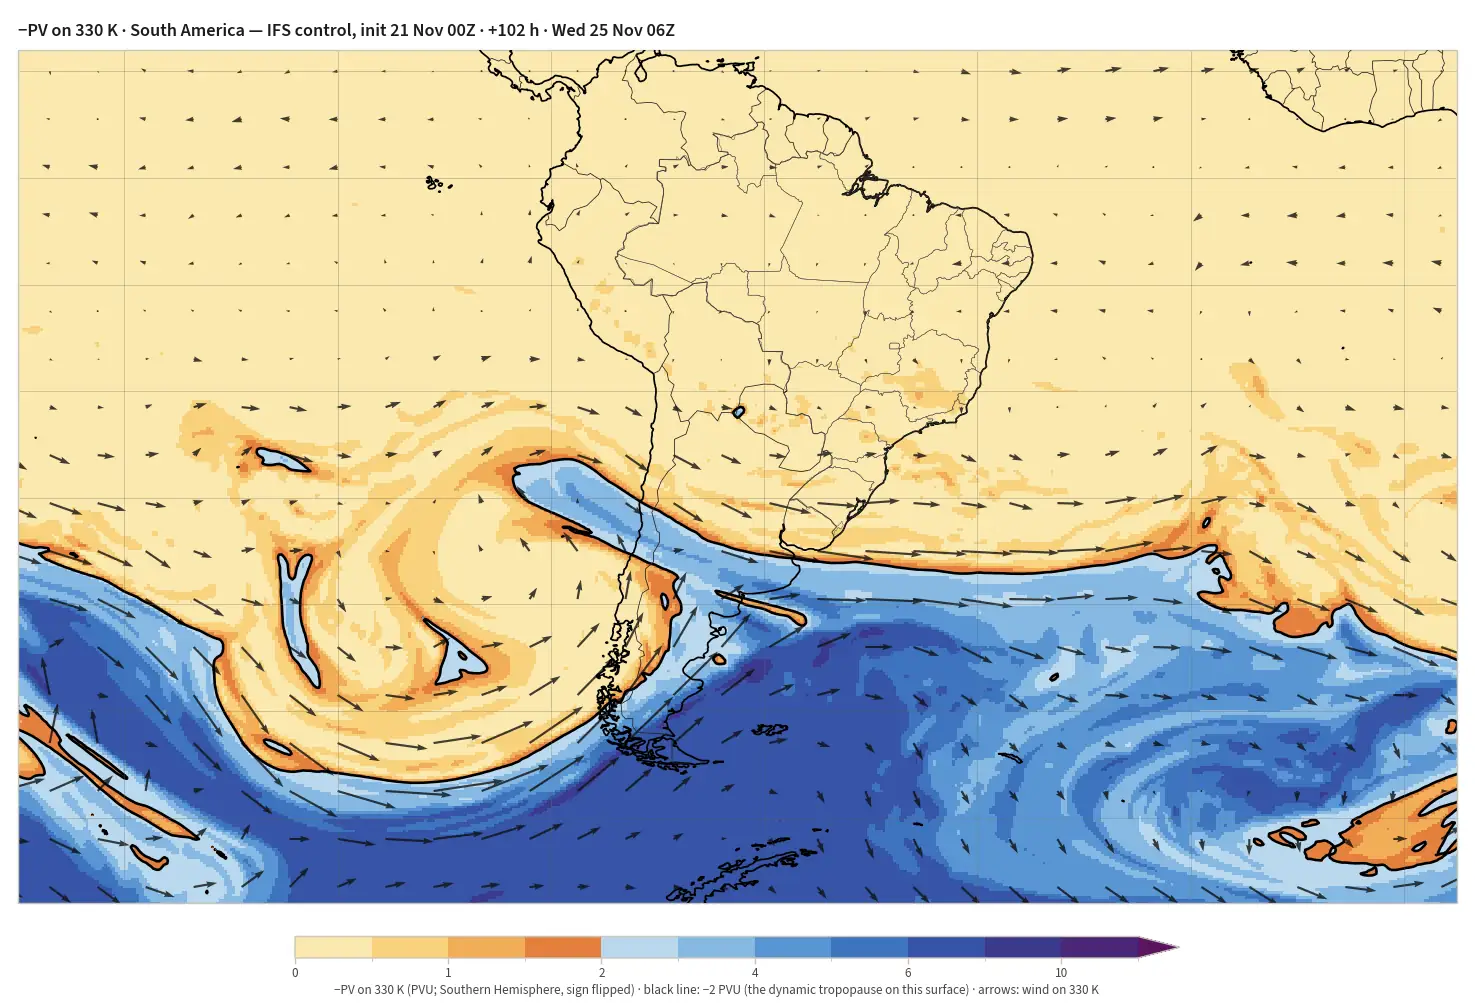 −PV on 330 K · South America — IFS control, init 21 Nov 00Z · +102 h · Wed 25 Nov 06Z
0 1 2 4 6 10
−PV on 330 K (PVU; Southern Hemisphere, sign flipped) · black line: −2 PVU (the dynamic tropopause on this surface) · arrows: wind on 330 K